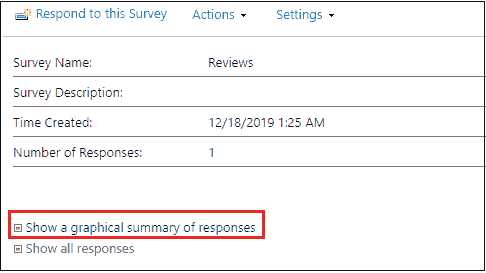 Respond to this Survey Actions Settings
Survey Name: Reviews
Survey Description:
Time Created: 12/18/2019 1:25 AM
Number of Responses: 1
Show a graphical summary of responses
Show all responses